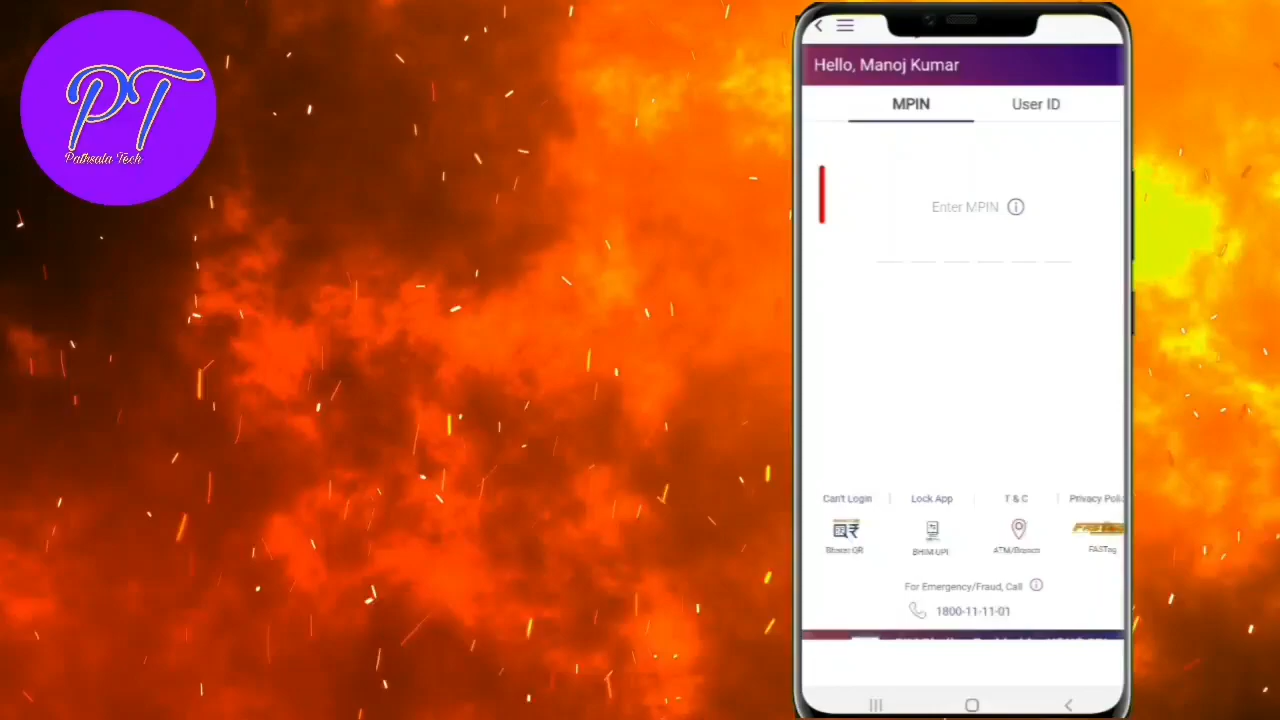 PT
Pathsala Tech
Hello, Manoj Kumar
MPIN
User ID
Enter MPIN
Can't Login
Lock App
T & C
Privacy Polic
Bharat QR
BHIM UPI
ATM/Branch
FASTag
For Emergency/Fraud, Call
1800-11-11-01